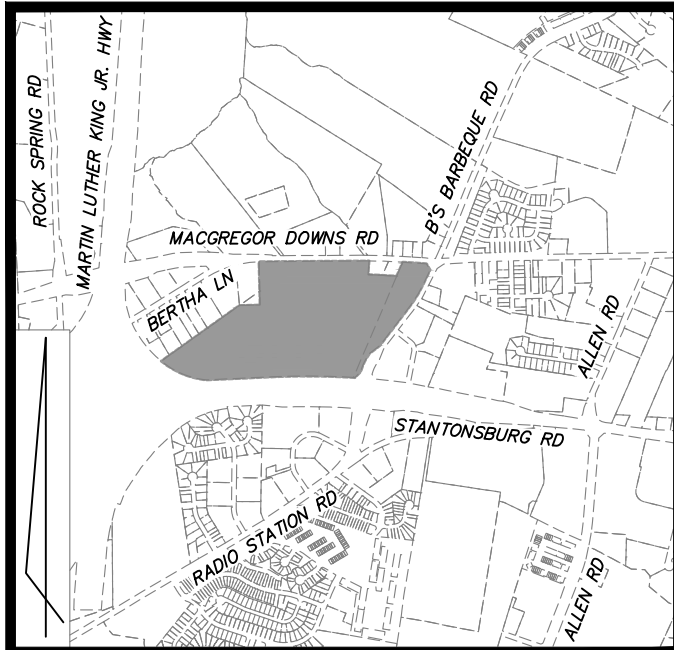 ROCK SPRING RD
MARTIN LUTHER KING JR. HWY
B'S BARBEQUE RD
MACGREGOR DOWNS RD
BERTHA LN
ALLEN RD
STANTONSBURG RD
RADIO STATION RD
ALLEN RD